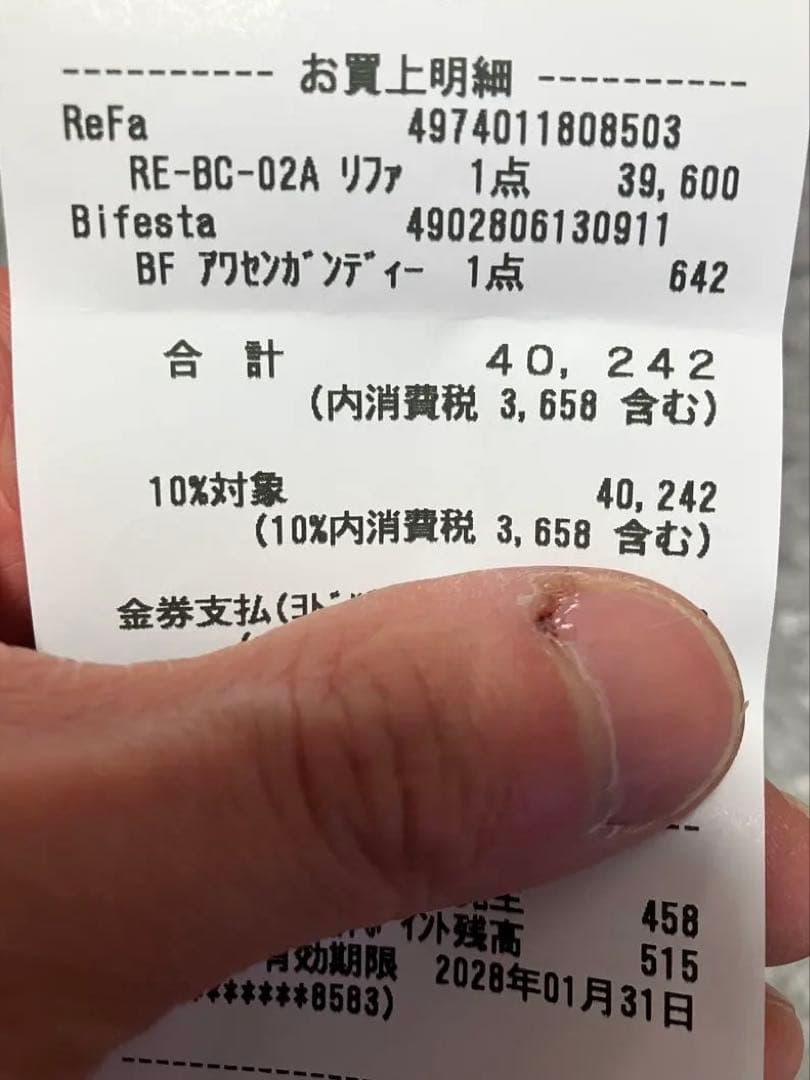 ---------- お買上明細 ----------
ReFa 4974011808503
RE-BC-02A ﾘﾌｧ 1点 39,600
Bifesta 4902806130911
BF ｱﾜｾﾝｶﾞﾝﾃﾞｨｰ 1点 642
合 計 40,242
(内消費税 3,658 含む)
10%対象 40,242
(10%内消費税 3,658 含む)
金券支払(ﾖﾄﾞ
458
ｲﾝﾄ残高 515
有効期限 2028年01月31日
******8583)